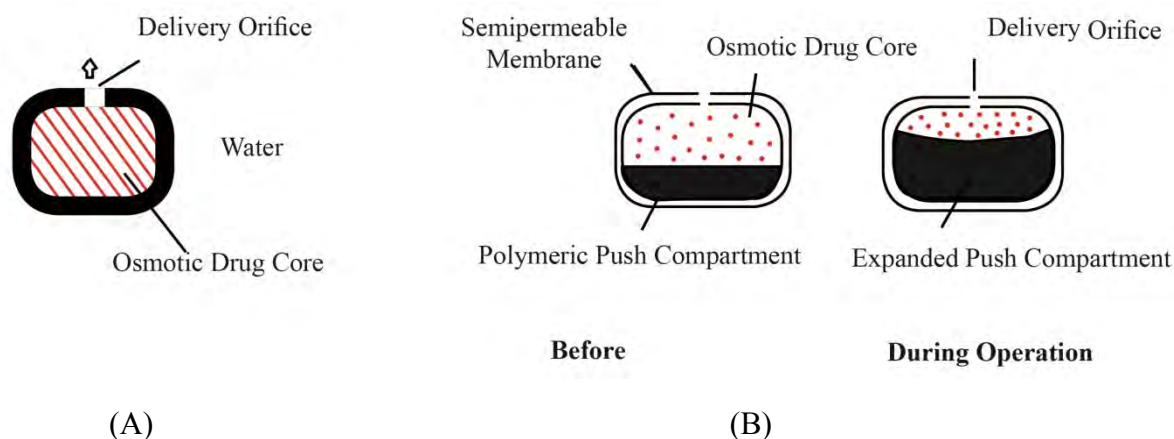 Delivery Orifice
Water
Osmotic Drug Core
(A)
Semipermeable
Membrane
Osmotic Drug Core
Delivery Orifice
Polymeric Push Compartment
Expanded Push Compartment
Before
During Operation
(B)